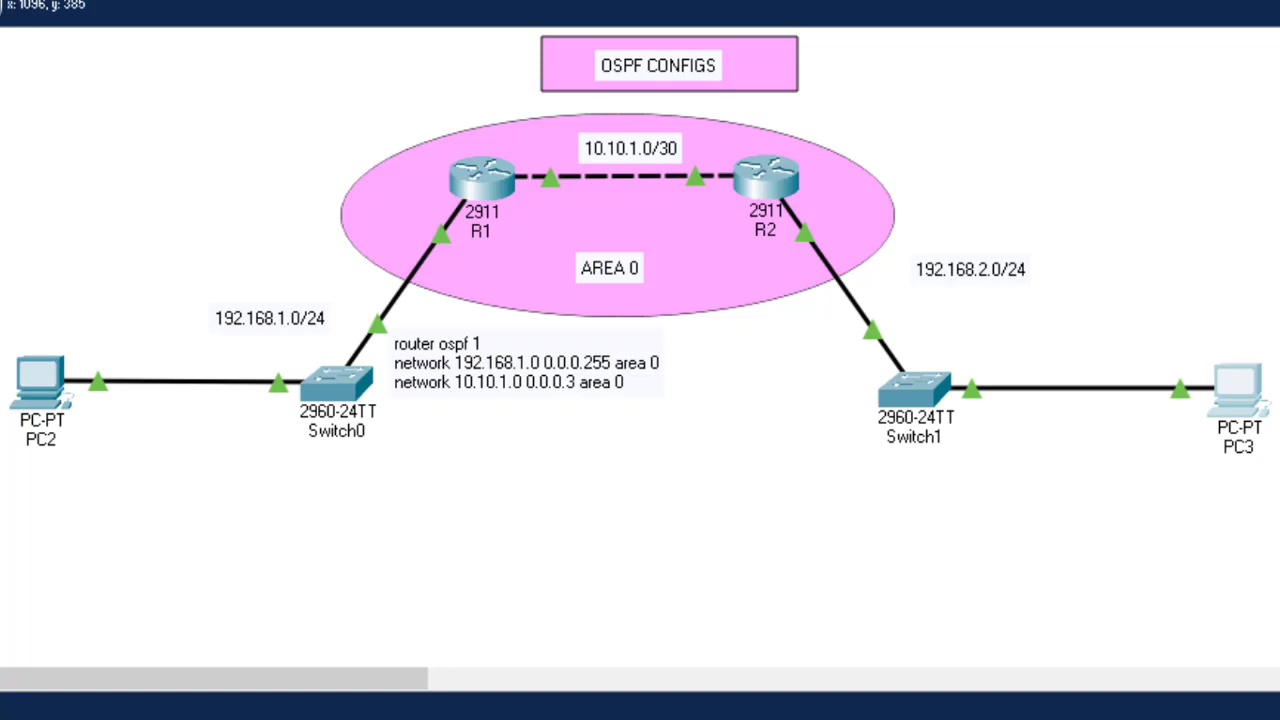 x: 1096, y: 385
OSPF CONFIGS
10.10.1.0/30
2911
R1
2911
R2
AREA 0
192.168.2.0/24
192.168.1.0/24
router ospf 1
network 192.168.1.0 0.0.0.255 area 0
network 10.10.1.0 0.0.0.3 area 0
PC-PT
PC2
2960-24TT
Switch0
2960-24TT
Switch1
PC-PT
PC3